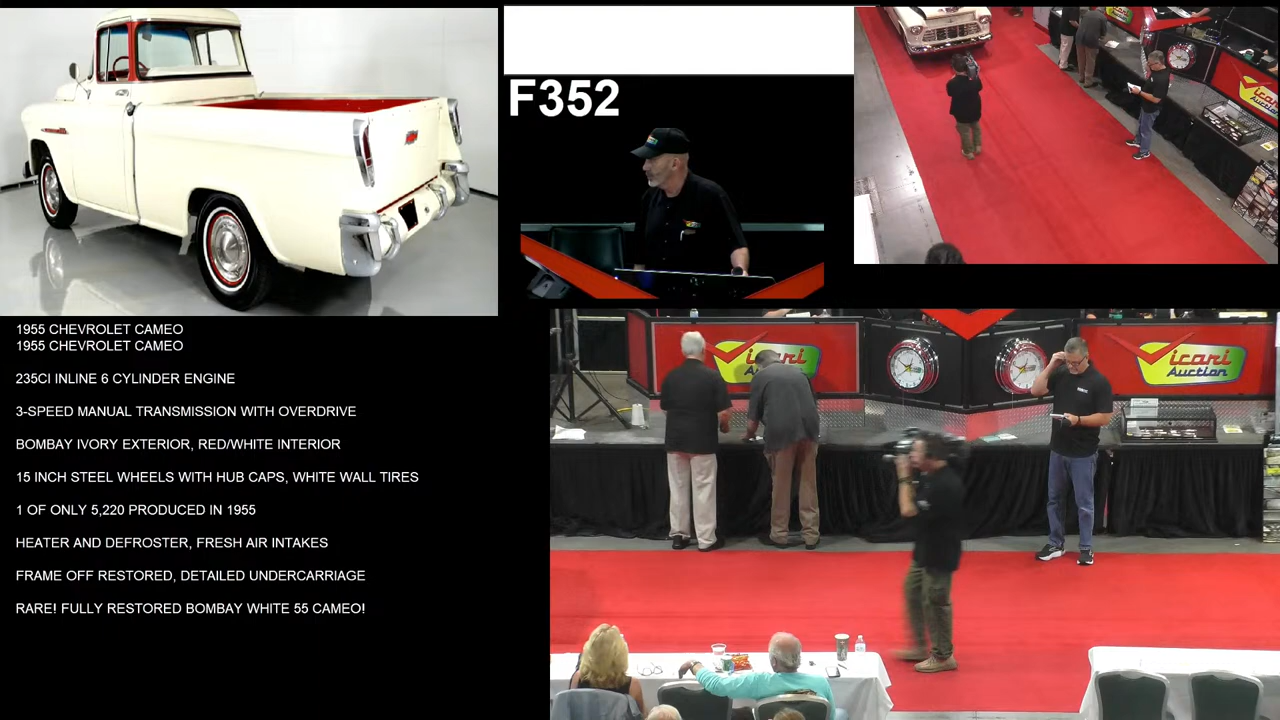 F352
1955 CHEVROLET CAMEO
1955 CHEVROLET CAMEO
235CI INLINE 6 CYLINDER ENGINE
3-SPEED MANUAL TRANSMISSION WITH OVERDRIVE
BOMBAY IVORY EXTERIOR, RED/WHITE INTERIOR
15 INCH STEEL WHEELS WITH HUB CAPS, WHITE WALL TIRES
1 OF ONLY 5,220 PRODUCED IN 1955
HEATER AND DEFROSTER, FRESH AIR INTAKES
FRAME OFF RESTORED, DETAILED UNDERCARRIAGE
RARE! FULLY RESTORED BOMBAY WHITE 55 CAMEO!
Vicari
Auction
Vicari
Auction